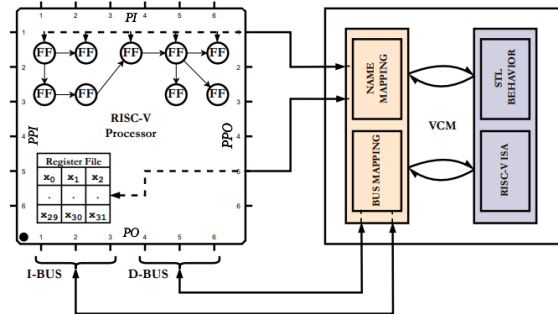 PI
1 2 3 4 5 6
1
2
3
4
5
6
PPI
FF FF FF FF FF
FF FF FF FF
RISC-V
Processor
Register File
x0 x1 x2
. . .
x29 x30 x31
PPO
1
2
3
4
5
6
PO
1 2 3 4 5 6
I-BUS D-BUS
NAME
MAPPING
BUS MAPPING
VCM
STL
BEHAVIOR
RISC-V ISA